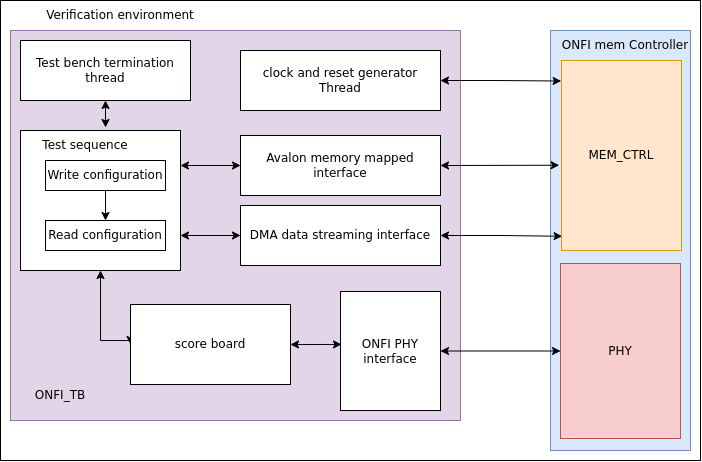 Verification environment
ONFI mem Controller
Test bench termination
thread
clock and reset generator
Thread
Test sequence
Write configuration
Read configuration
Avalon memory mapped
interface
DMA data streaming interface
MEM_CTRL
score board
ONFI PHY
interface
PHY
ONFI_TB